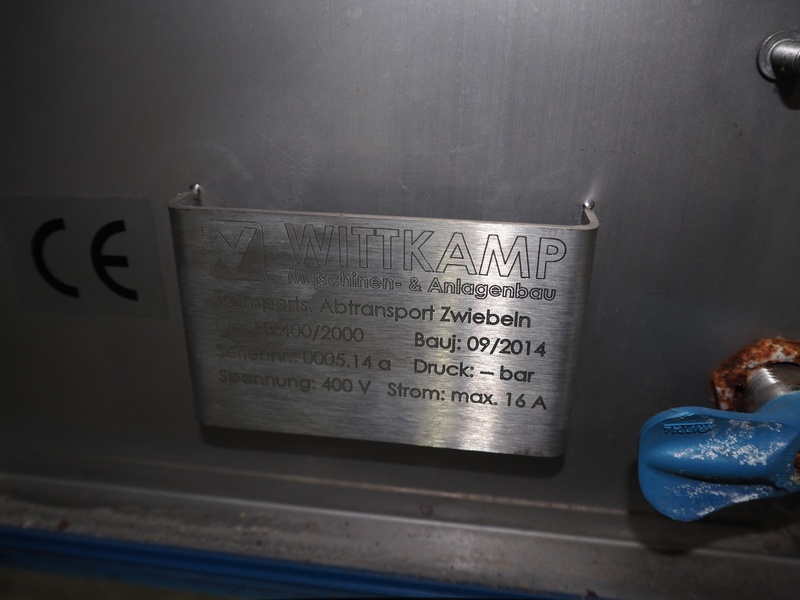 CE
WITTKAMP
Maschinen- & Anlagenbau
Abtransport Zwiebeln
400/2000 Bauj: 09/2014
Seriennr.: 0005.14 a Druck: – bar
Spannung: 400 V Strom: max. 16 A